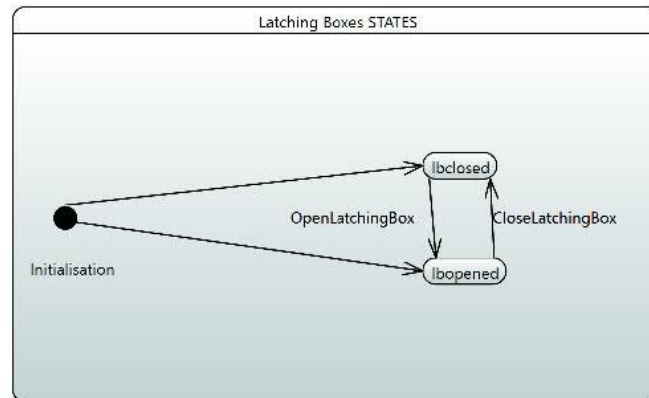 Latching Boxes STATES
lbclosed
OpenLatchingBox
CloseLatchingBox
lbopened
Initialisation